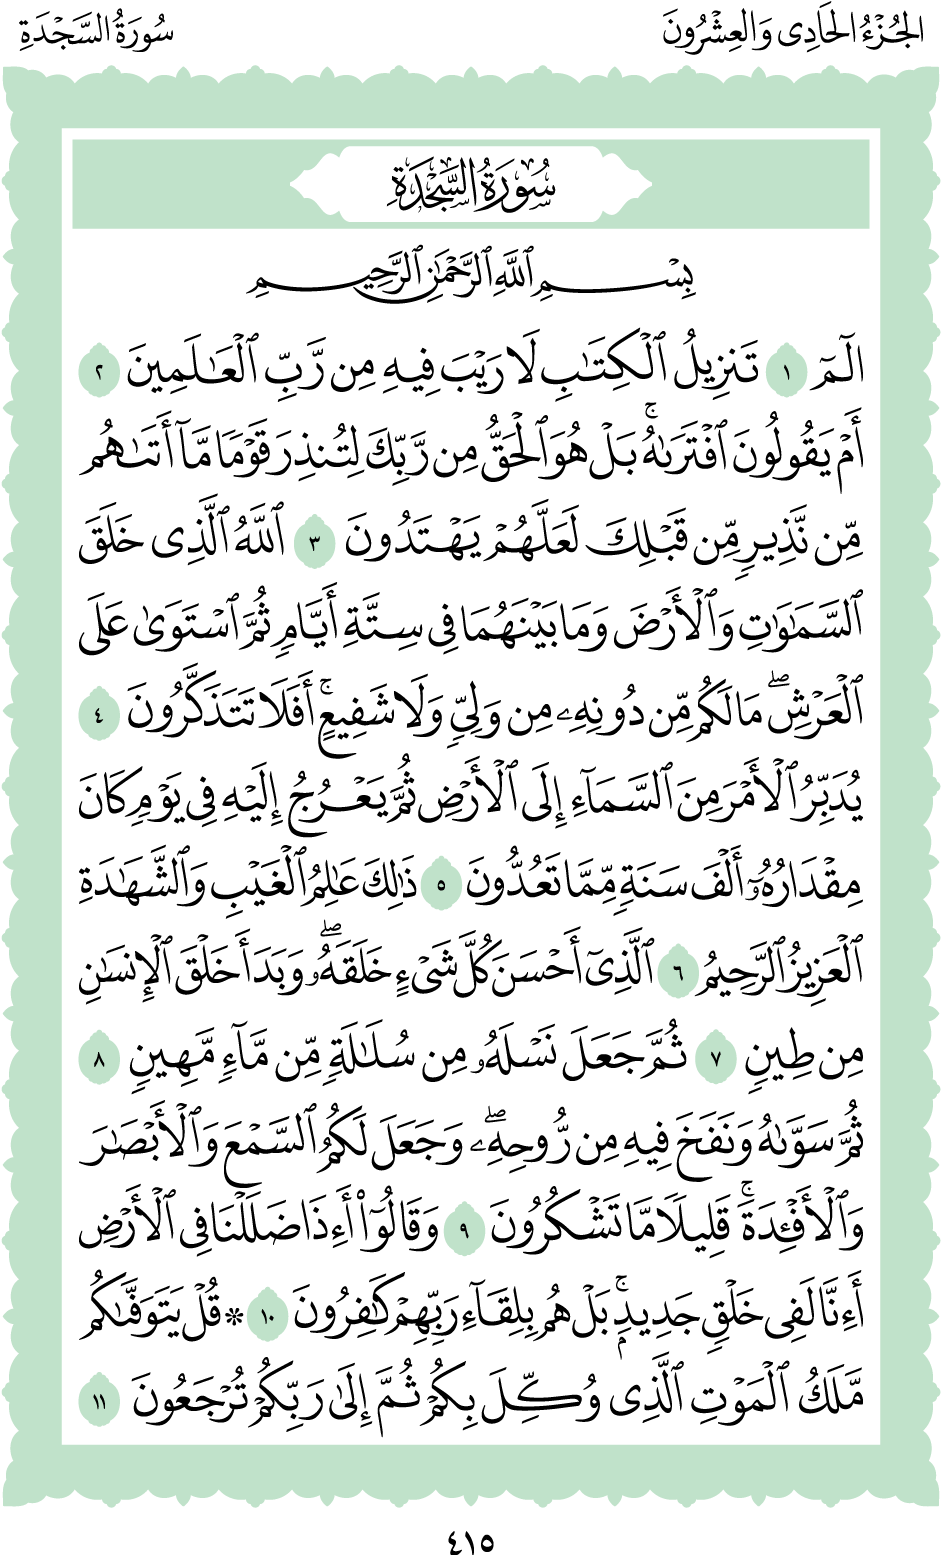 الجُزْءُ الحَادِى وَالعِشْرُونَ
سُورَةُ السَّجْدَةِ
سُورَةُ السَّجْدَةِ
بِسْمِ ٱللَّهِ ٱلرَّحْمَٰنِ ٱلرَّحِيمِ
الٓمٓ ١ تَنزِيلُ ٱلْكِتَٰبِ لَا رَيْبَ فِيهِ مِن رَّبِّ ٱلْعَٰلَمِينَ ٢
أَمْ يَقُولُونَ ٱفْتَرَىٰهُۚ بَلْ هُوَ ٱلْحَقُّ مِن رَّبِّكَ لِتُنذِرَ قَوْمًا مَّآ أَتَىٰهُم
مِّن نَّذِيرٍ مِّن قَبْلِكَ لَعَلَّهُمْ يَهْتَدُونَ ٣ ٱللَّهُ ٱلَّذِى خَلَقَ
ٱلسَّمَٰوَٰتِ وَٱلْأَرْضَ وَمَا بَيْنَهُمَا فِى سِتَّةِ أَيَّامٍ ثُمَّ ٱسْتَوَىٰ عَلَى
ٱلْعَرْشِۖ مَا لَكُم مِّن دُونِهِۦ مِن وَلِىٍّ وَلَا شَفِيعٍۚ أَفَلَا تَتَذَكَّرُونَ ٤
يُدَبِّرُ ٱلْأَمْرَ مِنَ ٱلسَّمَآءِ إِلَى ٱلْأَرْضِ ثُمَّ يَعْرُجُ إِلَيْهِ فِى يَوْمٍ كَانَ
مِقْدَارُهُۥٓ أَلْفَ سَنَةٍ مِّمَّا تَعُدُّونَ ٥ ذَٰلِكَ عَٰلِمُ ٱلْغَيْبِ وَٱلشَّهَٰدَةِ
ٱلْعَزِيزُ ٱلرَّحِيمُ ٦ ٱلَّذِىٓ أَحْسَنَ كُلَّ شَىْءٍ خَلَقَهُۥۖ وَبَدَأَ خَلْقَ ٱلْإِنسَٰنِ
مِن طِينٍ ٧ ثُمَّ جَعَلَ نَسْلَهُۥ مِن سُلَٰلَةٍ مِّن مَّآءٍ مَّهِينٍ ٨
ثُمَّ سَوَّىٰهُ وَنَفَخَ فِيهِ مِن رُّوحِهِۦۖ وَجَعَلَ لَكُمُ ٱلسَّمْعَ وَٱلْأَبْصَٰرَ
وَٱلْأَفْـِٔدَةَۚ قَلِيلًا مَّا تَشْكُرُونَ ٩ وَقَالُوٓا۟ أَءِذَا ضَلَلْنَا فِى ٱلْأَرْضِ
أَءِنَّا لَفِى خَلْقٍ جَدِيدٍۭۚ بَلْ هُم بِلِقَآءِ رَبِّهِمْ كَٰفِرُونَ ١٠ * قُلْ يَتَوَفَّىٰكُم
مَّلَكُ ٱلْمَوْتِ ٱلَّذِى وُكِّلَ بِكُمْ ثُمَّ إِلَىٰ رَبِّكُمْ تُرْجَعُونَ ١١
٤١٥